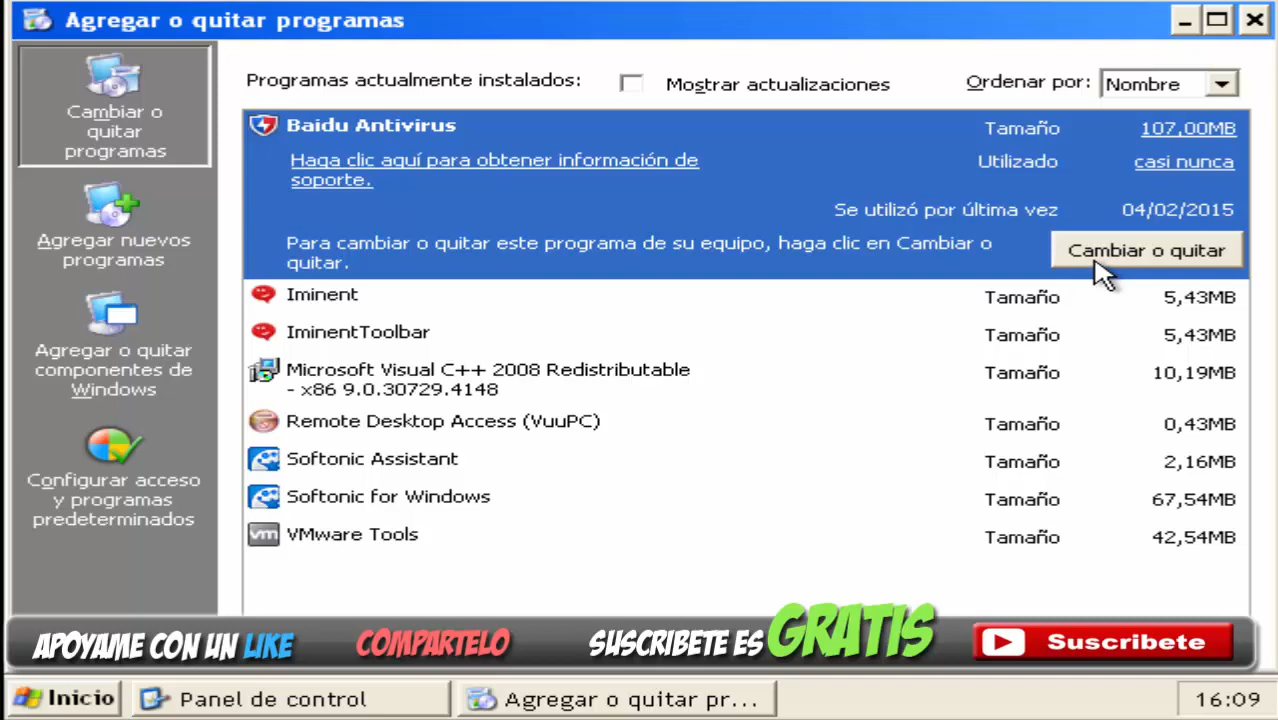 Agregar o quitar programas
Cambiar o
quitar
programas
Agregar nuevos
programas
Agregar o quitar
componentes de
Windows
Configurar acceso
y programas
predeterminados
Programas actualmente instalados:
Mostrar actualizaciones
Ordenar por:
Nombre
Baidu Antivirus
Tamaño
107,00MB
Haga clic aquí para obtener información de
soporte.
Utilizado
casi nunca
Se utilizó por última vez
04/02/2015
Para cambiar o quitar este programa de su equipo, haga clic en Cambiar o
quitar.
Cambiar o quitar
Iminent
Tamaño
5,43MB
IminentToolbar
Tamaño
5,43MB
Microsoft Visual C++ 2008 Redistributable
- x86 9.0.30729.4148
Tamaño
10,19MB
Remote Desktop Access (VuuPC)
Tamaño
0,43MB
Softonic Assistant
Tamaño
2,16MB
Softonic for Windows
Tamaño
67,54MB
vm
VMware Tools
Tamaño
42,54MB
APOYAME CON UN LIKE
COMPARTELO
SUSCRIBETE ES GRATIS
Suscribete
Inicio
Panel de control
Agregar o quitar pr...
16:09